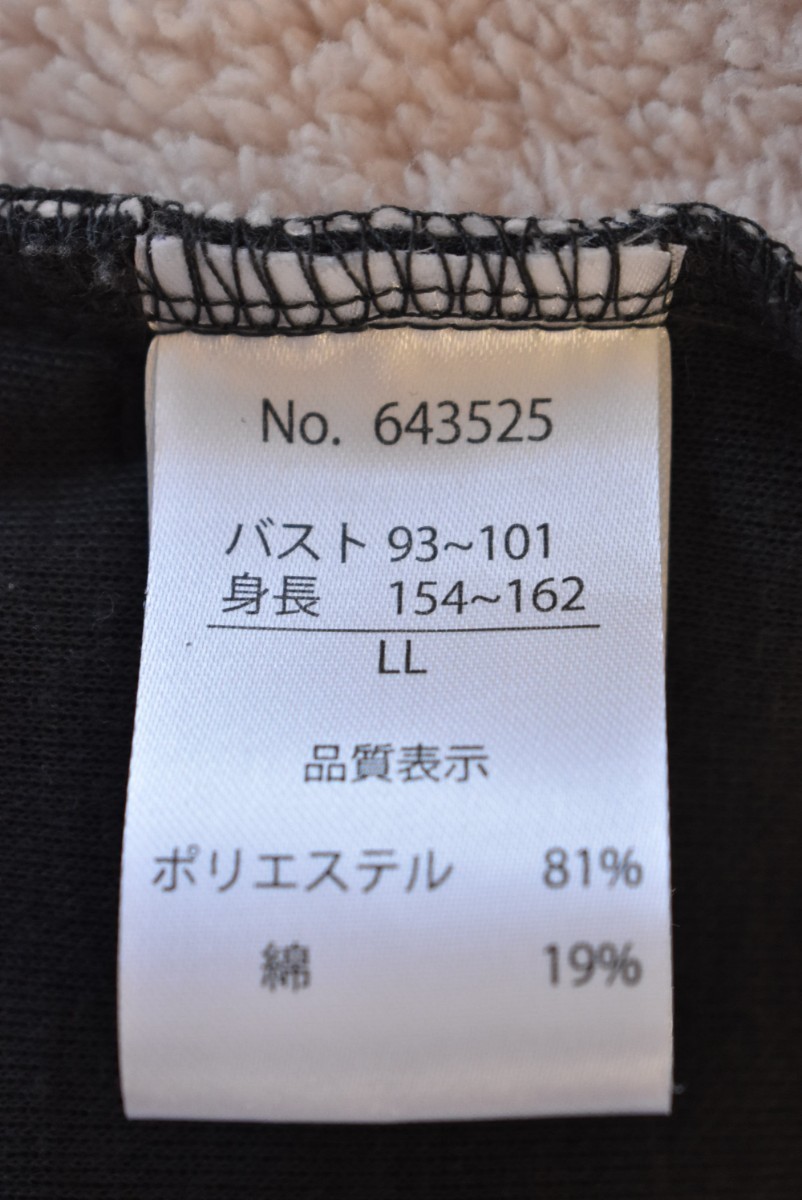 No. 643525
バスト 93~101
身長 154~162
LL
品質表示
ポリエステル 81%
綿 19%